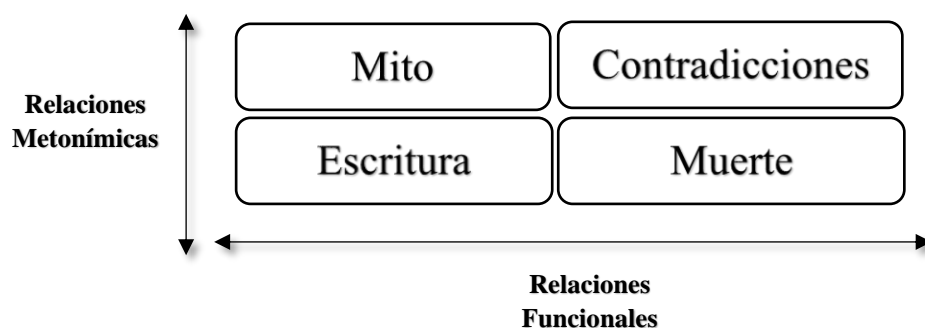 Mito
Contradicciones
Relaciones
Metonímicas
Escritura
Muerte
Relaciones
Funcionales